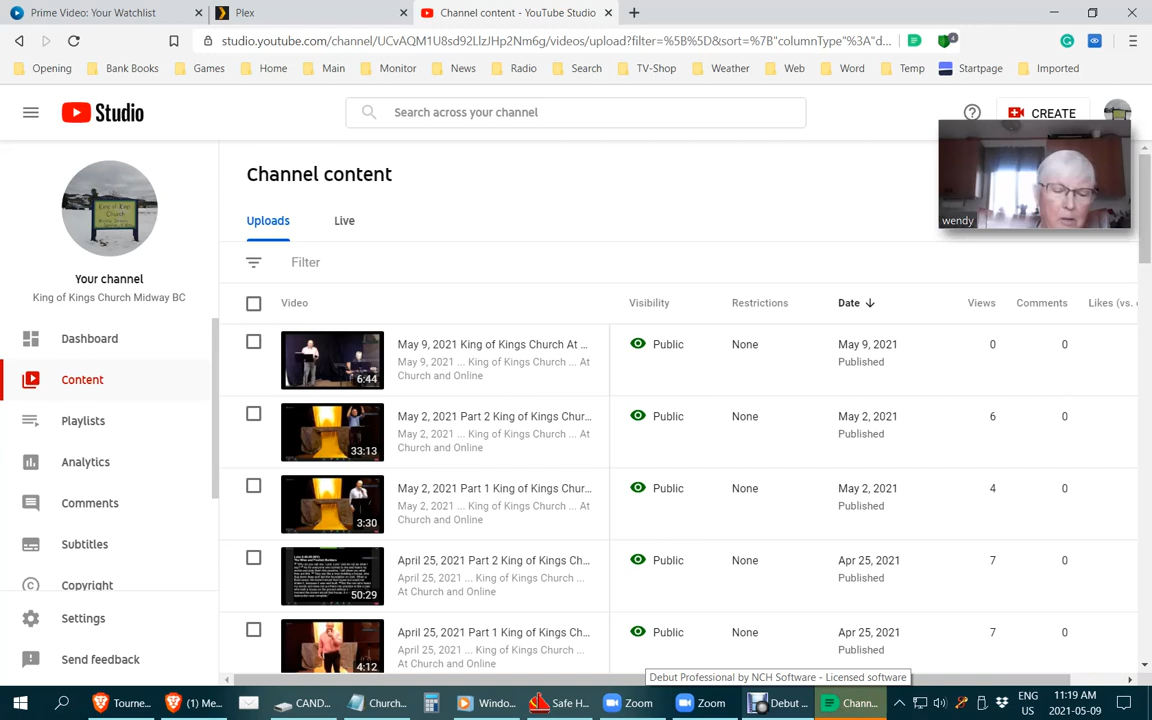 Prime Video: Your Watchlist
Plex
Channel content - YouTube Studio
studio.youtube.com/channel/UCvAQM1U8sd92LlzJHp2Nm6g/videos/upload?filter=%5B%5D&sort=%7B"columnType"%3A"d...
4
Opening
Bank Books
Games
Home
Main
Monitor
News
Radio
Search
TV-Shop
Weather
Web
Word
Temp
Startpage
Imported
Studio
Search across your channel
CREATE
wendy
Your channel
King of Kings Church Midway BC
Dashboard
Content
Playlists
Analytics
Comments
Subtitles
Copyright
Settings
Send feedback
Channel content
Uploads
Live
Filter
Video Visibility Restrictions Date Views Comments Likes (vs. d
6:44
May 9, 2021 King of Kings Church At ...
May 9, 2021 ... King of Kings Church ... At
Church and Online
Public None May 9, 2021 0 0
Published
33:13
May 2, 2021 Part 2 King of Kings Chur...
May 2, 2021 ... King of Kings Church ... At
Church and Online
Public None May 2, 2021 6 0
Published
3:30
May 2, 2021 Part 1 King of Kings Chur...
May 2, 2021 ... King of Kings Church ... At
Church and Online
Public None May 2, 2021 4 0
Published
50:29
April 25, 2021 Part 2 King of Kings Ch...
April 25, 2021 ... King of Kings Church ...
At Church and Online
Public None Apr 25, 2021 7 0
Published
4:12
April 25, 2021 Part 1 King of Kings Ch...
April 25, 2021 ... King of Kings Church ...
At Church and Online
Public None Apr 25, 2021 7 0
Published
Debut Professional by NCH Software - Licensed software
Tourne...
(1) Me...
CAND...
Church...
Windo...
Safe H...
Zoom
Zoom
Debut ...
Chann...
ENG
US
11:19 AM
2021-05-09